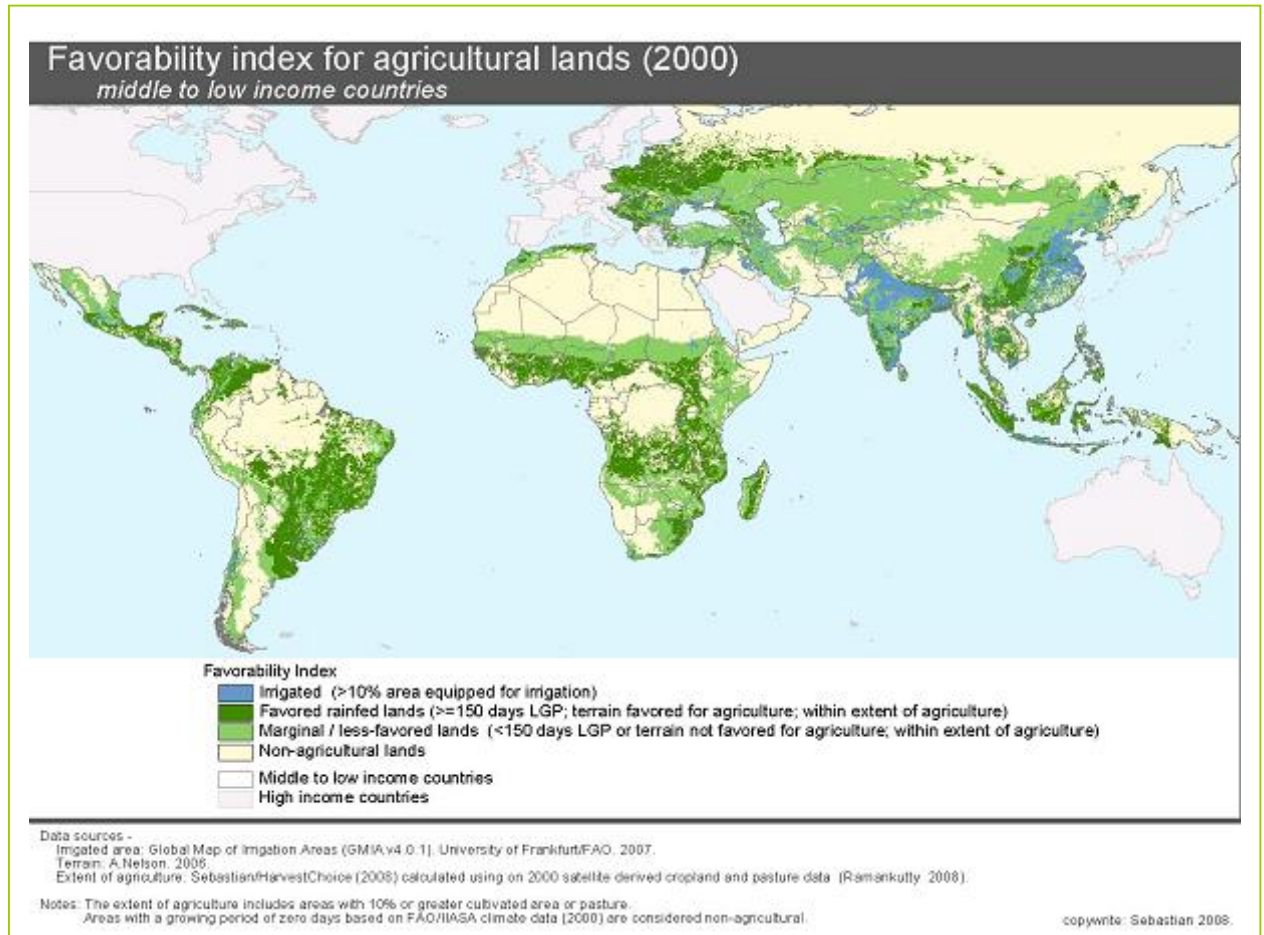 Favorability index for agricultural lands (2000)
middle to low income countries
Favorability Index
Irrigated (>10% area equipped for irrigation)
Favored rainfed lands (>=150 days LGP; terrain favored for agriculture; within extent of agriculture)
Marginal / less-favored lands (<150 days LGP or terrain not favored for agriculture; within extent of agriculture)
Non-agricultural lands
Middle to low income countries
High income countries
Data sources -
Irrigated area: Global Map of Irrigation Areas (GMIA v4.0.1). University of Frankfurt/FAO. 2007.
Terrain: A.Nelson. 2006.
Extent of agriculture: Sebastian/HarvestChoice (2008) calculated using on 2000 satellite derived cropland and pasture data (Ramankutty 2008).
Notes: The extent of agriculture includes areas with 10% or greater cultivated area or pasture.
Areas with a growing period of zero days based on FAO/IIASA climate data (2000) are considered non-agricultural.
copywrite: Sebastian 2008.